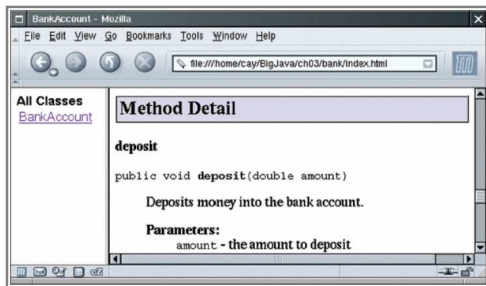 BankAccount - Mozilla
File Edit View Go Bookmarks Tools Window Help
file:///home/cay/BigJava/ch03/bank/index.html
All Classes
BankAccount
Method Detail
deposit
public void deposit(double amount)
Deposits money into the bank account.
Parameters:
amount - the amount to deposit